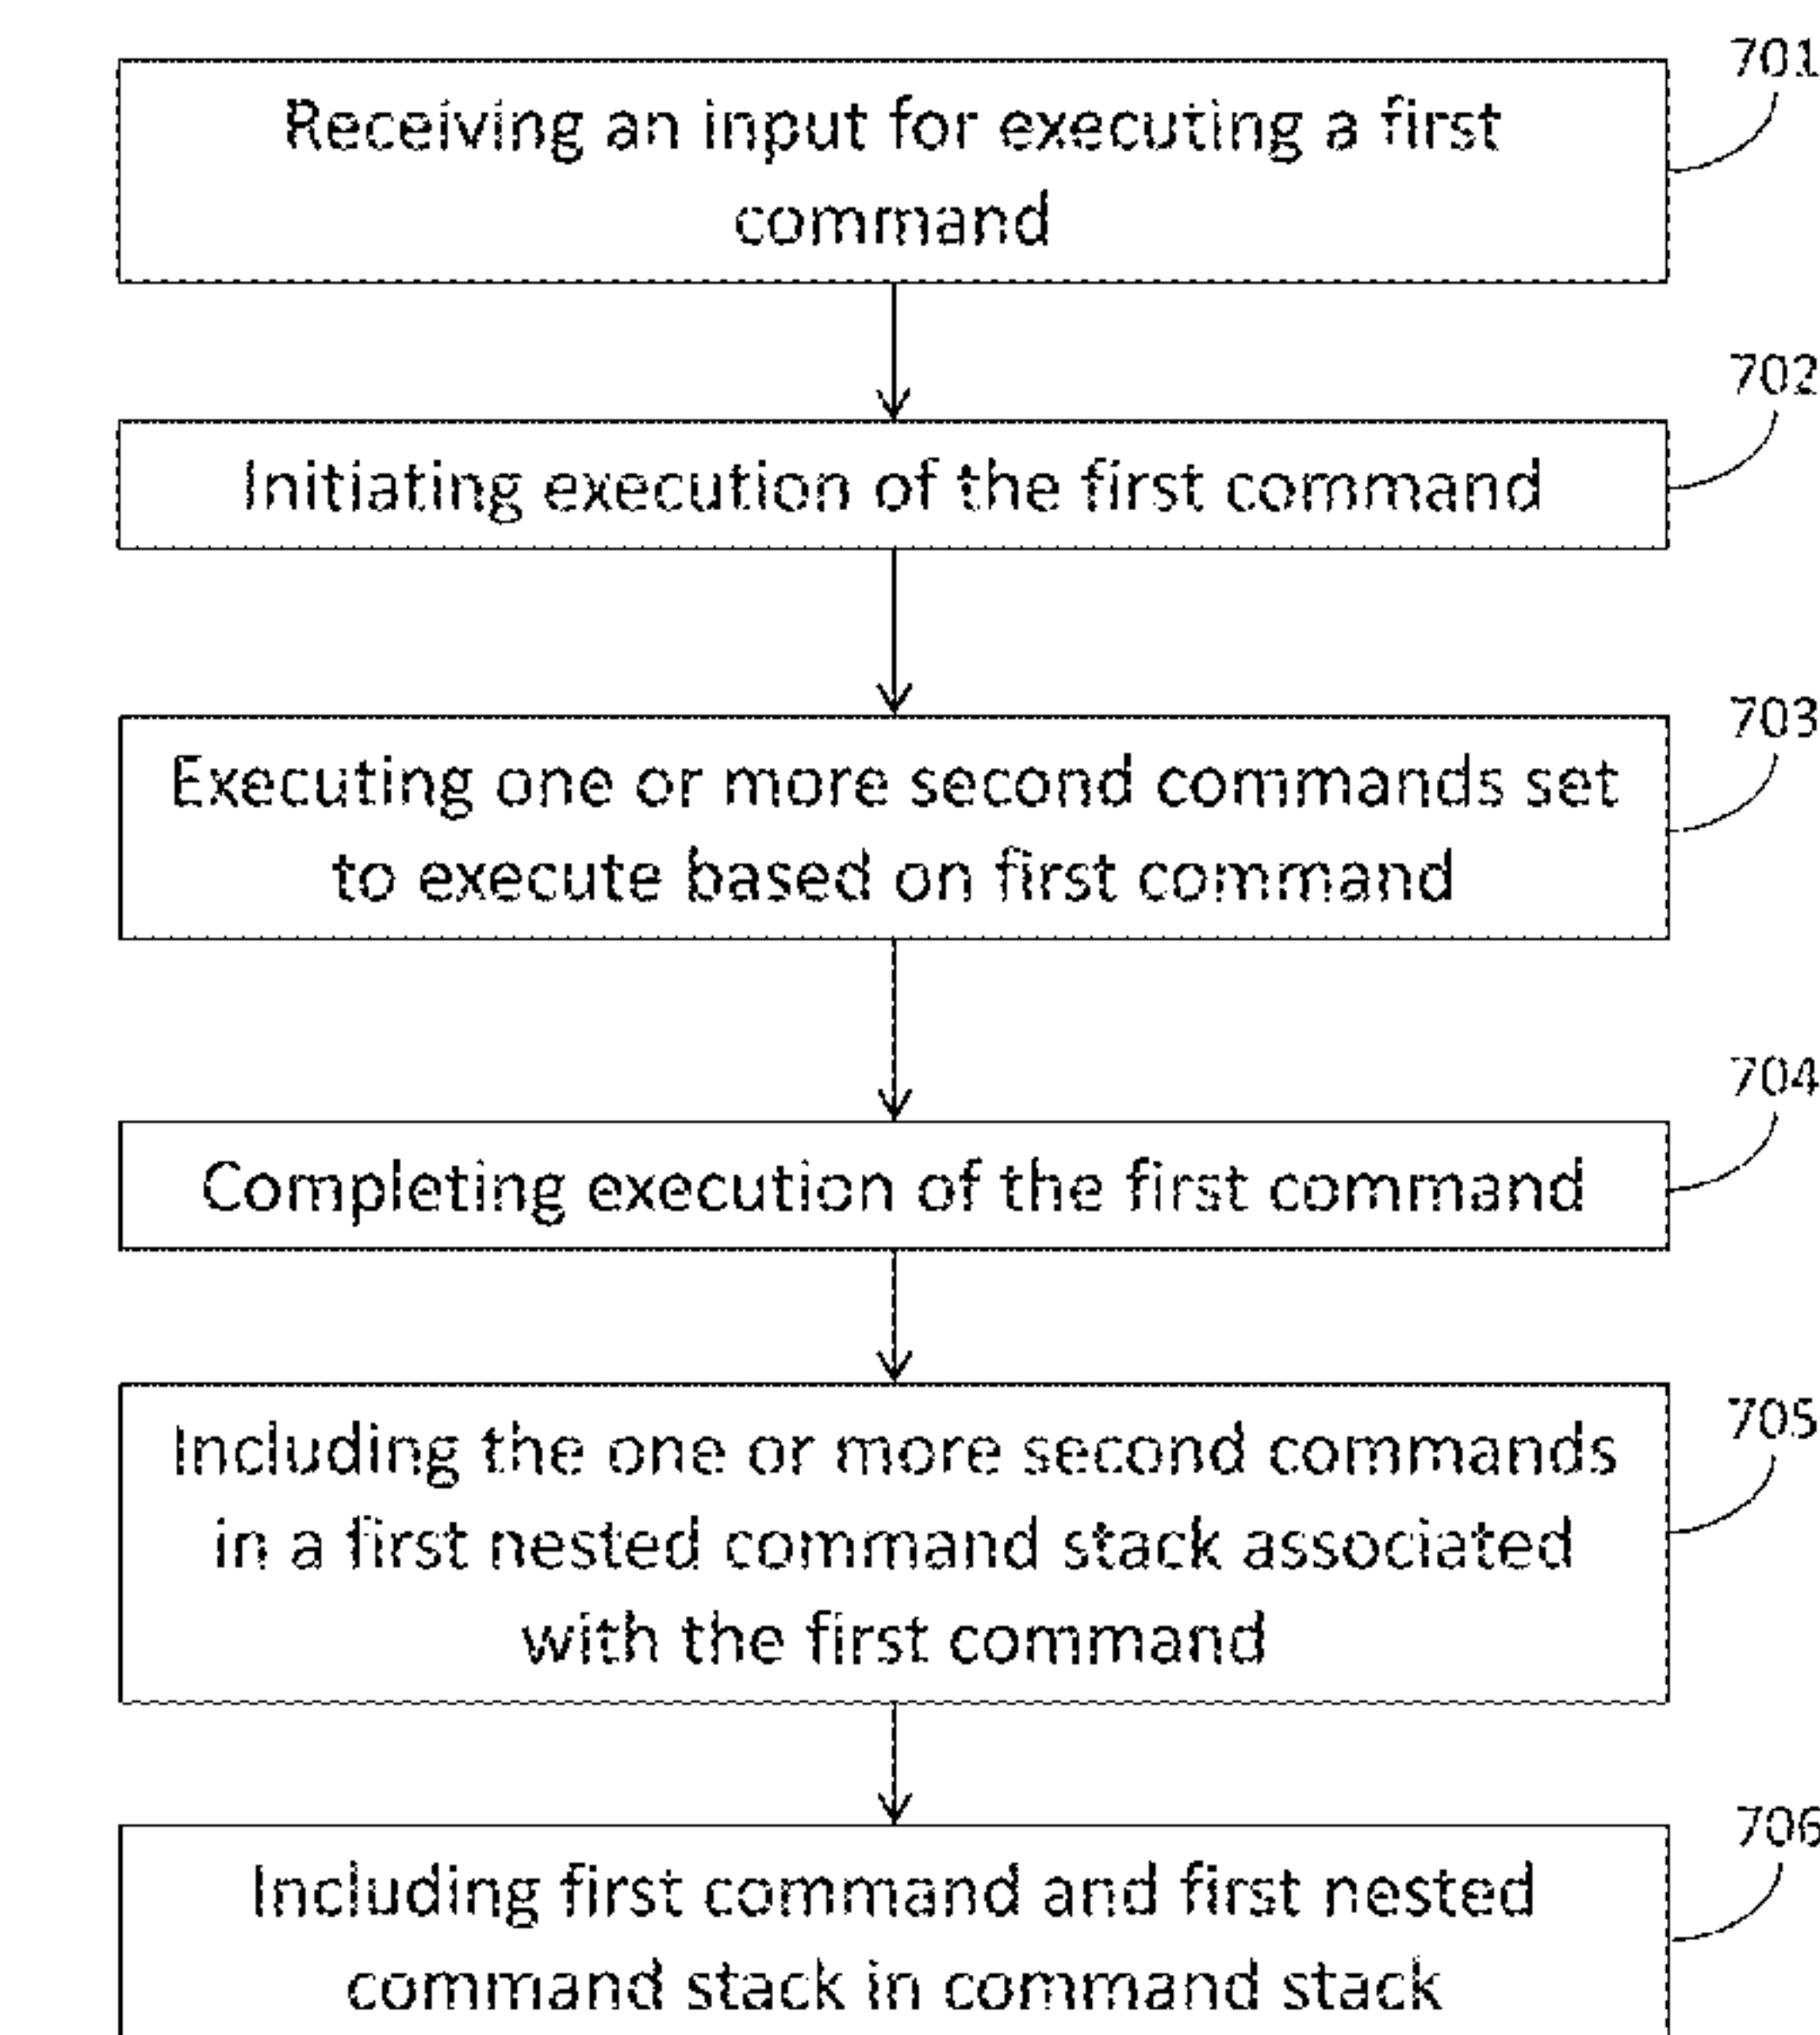 701
Receiving an input for executing a first
command
702
Initiating execution of the first command
703
Executing one or more second commands set
to execute based on first command
704
Completing execution of the first command
705
Including the one or more second commands
in a first nested command stack associated
with the first command
706
Including first command and first nested
command stack in command stack